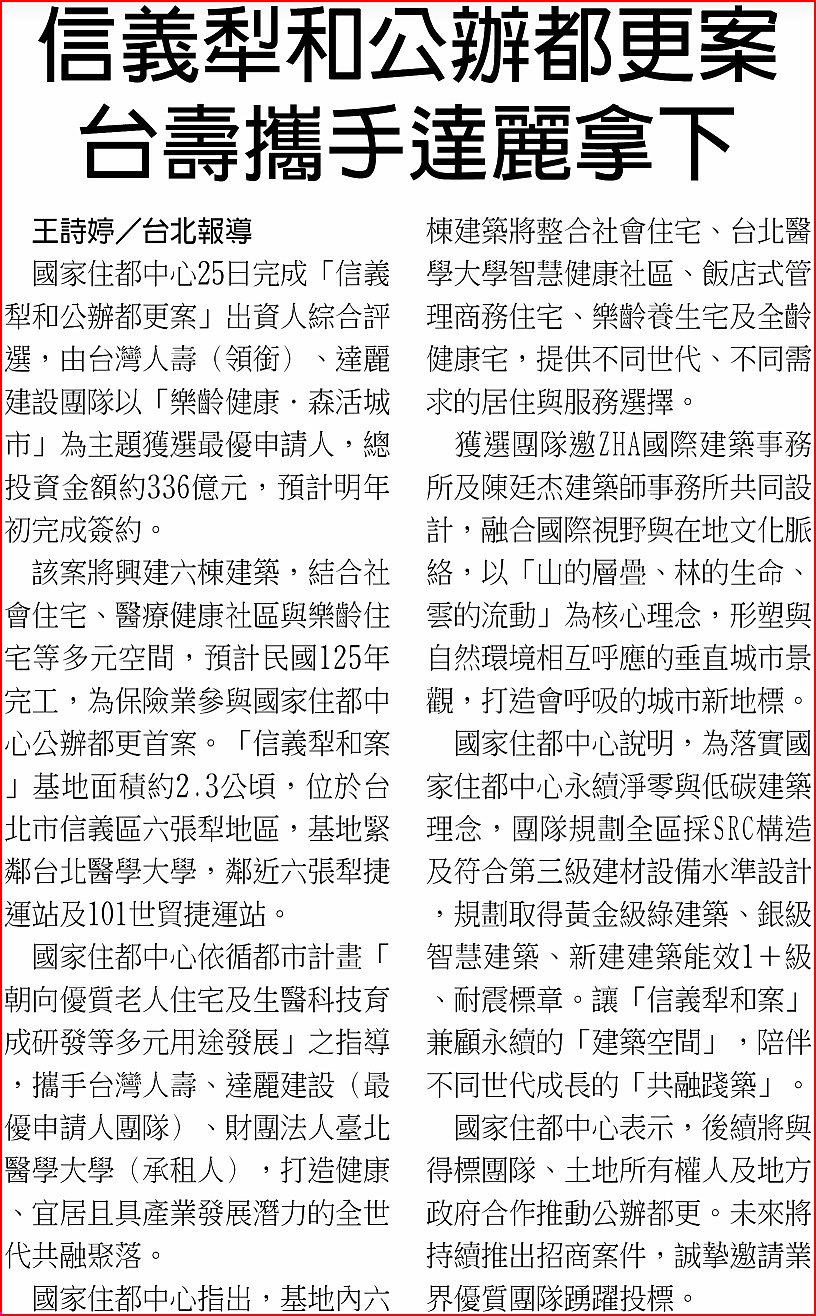 信義犁和公辦都更案
台壽攜手達麗拿下
王詩婷／台北報導
國家住都中心25日完成「信義
犁和公辦都更案」出資人綜合評
選，由台灣人壽（領銜）、達麗
建設團隊以「樂齡健康．森活城
市」為主題獲選最優申請人，總
投資金額約336億元，預計明年
初完成簽約。
該案將興建六棟建築，結合社
會住宅、醫療健康社區與樂齡住
宅等多元空間，預計民國125年
完工，為保險業參與國家住都中
心公辦都更首案。「信義犁和案
」基地面積約2.3公頃，位於台
北市信義區六張犁地區，基地緊
鄰台北醫學大學，鄰近六張犁捷
運站及101世貿捷運站。
國家住都中心依循都市計畫「
朝向優質老人住宅及生醫科技育
成研發等多元用途發展」之指導
，攜手台灣人壽、達麗建設（最
優申請人團隊）、財團法人臺北
醫學大學（承租人），打造健康
、宜居且具產業發展潛力的全世
代共融聚落。
國家住都中心指出，基地內六
棟建築將整合社會住宅、台北醫
學大學智慧健康社區、飯店式管
理商務住宅、樂齡養生宅及全齡
健康宅，提供不同世代、不同需
求的居住與服務選擇。
獲選團隊邀ZHA國際建築事務
所及陳廷杰建築師事務所共同設
計，融合國際視野與在地文化脈
絡，以「山的層疊、林的生命、
雲的流動」為核心理念，形塑與
自然環境相互呼應的垂直城市景
觀，打造會呼吸的城市新地標。
國家住都中心說明，為落實國
家住都中心永續淨零與低碳建築
理念，團隊規劃全區採SRC構造
及符合第三級建材設備水準設計
，規劃取得黃金級綠建築、銀級
智慧建築、新建建築能效1＋級
、耐震標章。讓「信義犁和案」
兼顧永續的「建築空間」，陪伴
不同世代成長的「共融踐築」。
國家住都中心表示，後續將與
得標團隊、土地所有權人及地方
政府合作推動公辦都更。未來將
持續推出招商案件，誠摯邀請業
界優質團隊踴躍投標。